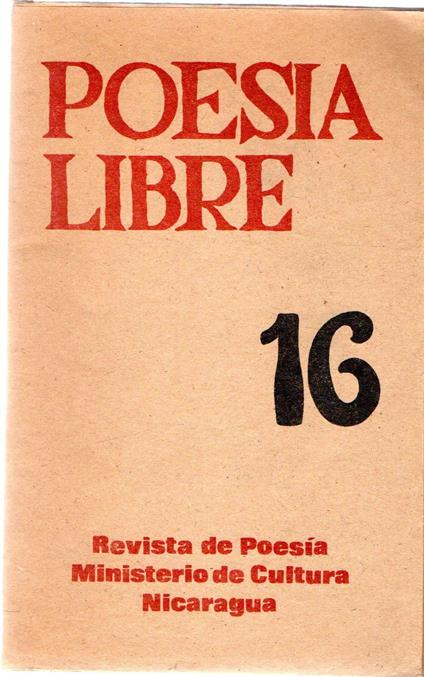 POESIA
LIBRE
16
Revista de Poesía
Ministerio de Cultura
Nicaragua